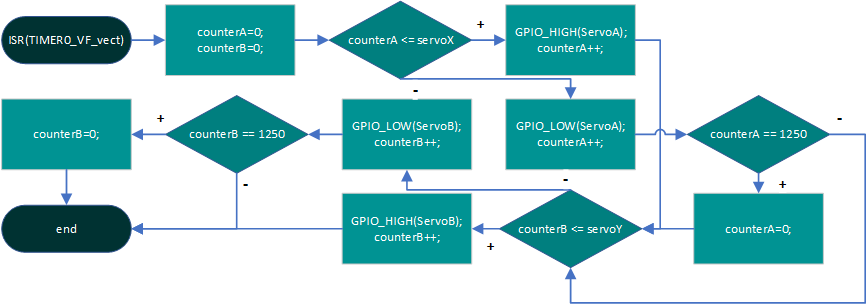 ISR(TIMER0_VF_vect)
counterA=0;
counterB=0;
counterA <= servoX
+
-
GPIO_HIGH(ServoA);
counterA++;
counterB=0;
+
counterB == 1250
-
GPIO_LOW(ServoB);
counterB++;
GPIO_LOW(ServoA);
counterA++;
counterA == 1250
-
+
end
GPIO_HIGH(ServoB);
counterB++;
-
+
counterB <= servoY
counterA=0;